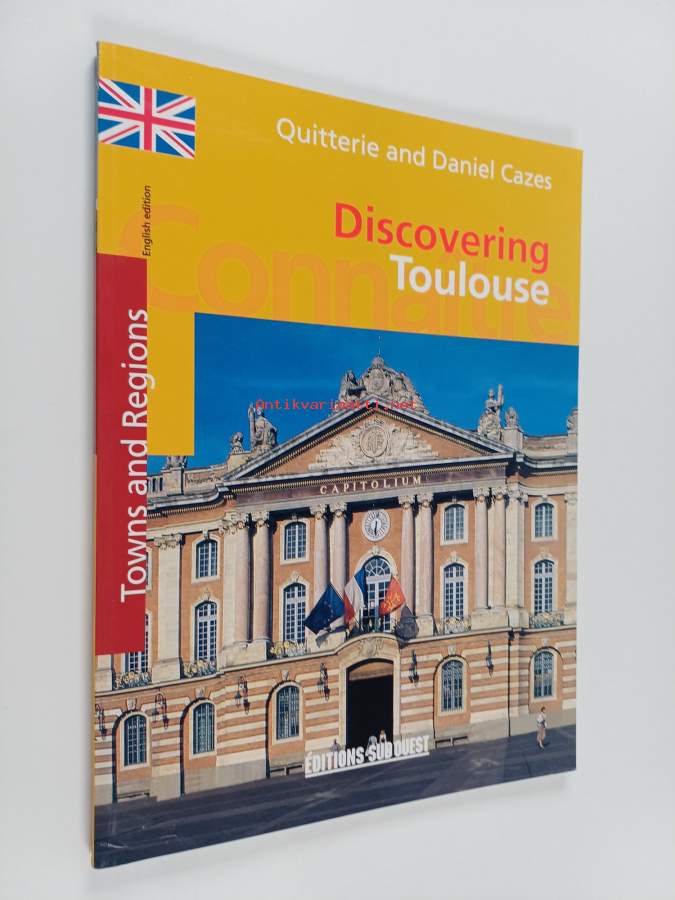 Quitterie and Daniel Cazes
English edition
Discovering
Toulouse
Connaître
Towns and Regions
Antikvariaatti.net
CAPITOLIUM
ÉDITIONS SUD OUEST